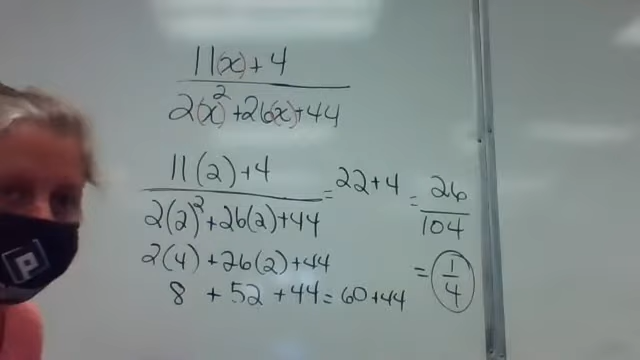 11(x)+4
2(x)²+26(x)+44
11(2)+4 = 22+4 = 26
2(2)²+26(2)+44 104
2(4)+26(2)+44 = 1/4
8 + 52 + 44 = 60+44
P